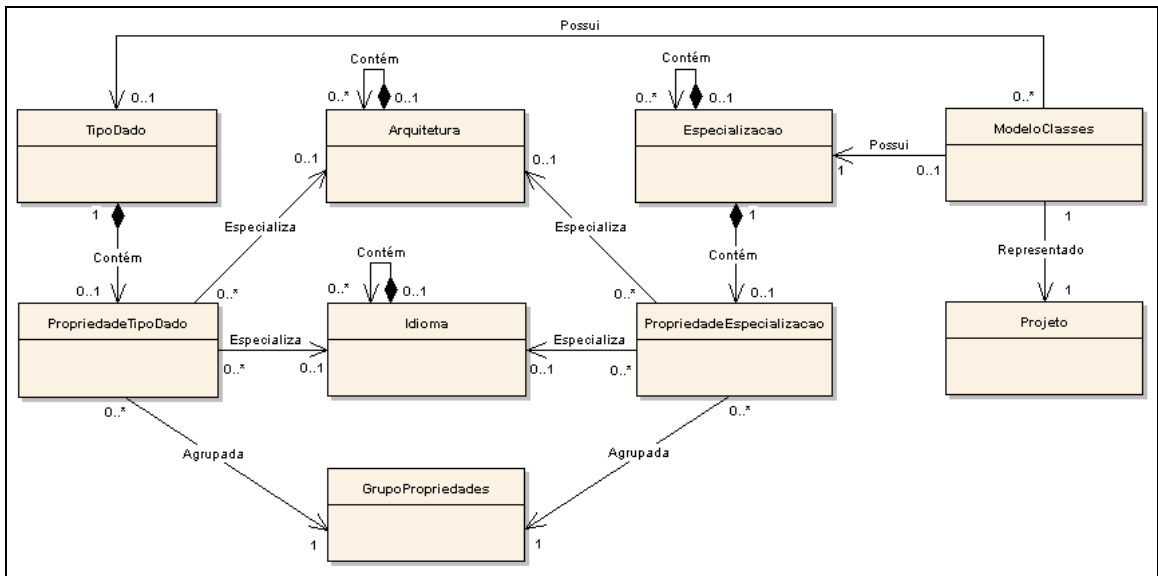 Possui
Contém
Contém
0..1
0..*
0..1
0..*
0..1
0..*
TipoDado
Arquitetura
Especializacao
ModeloClasses
Possui
0..1
0..1
1
0..1
1
1
1
Especializa
Especializa
Contém
Contém
Contém
Representado
0..1
0..*
0..*
0..1
0..*
0..1
1
PropriedadeTipoDado
Idioma
PropriedadeEspecializacao
Projeto
Especializa
Especializa
0..*
0..1
0..1
0..*
0..*
0..*
Agrupada
Agrupada
GrupoPropriedades
1
1